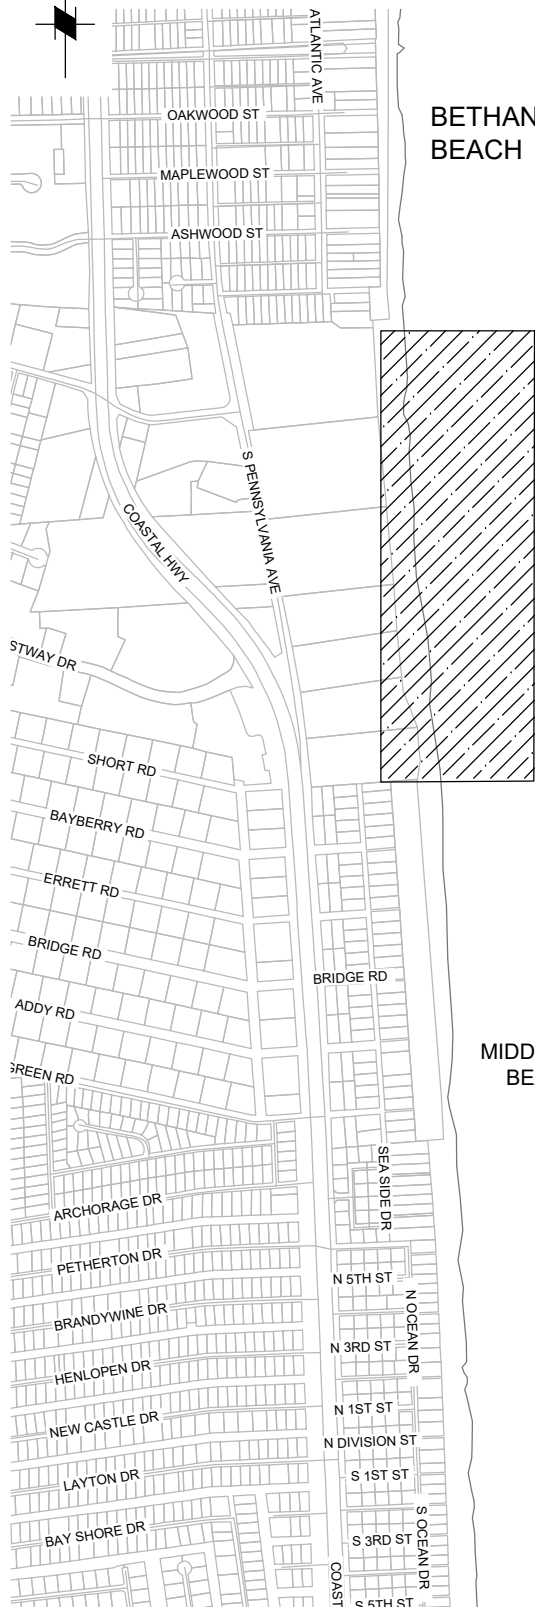 ATLANTIC AVE
OAKWOOD ST
BETHAN
BEACH
MAPLEWOOD ST
ASHWOOD ST
S PENNSYLVANIA AVE
COASTAL HWY
STWAY DR
SHORT RD
BAYBERRY RD
ERRETT RD
BRIDGE RD
BRIDGE RD
ADDY RD
MIDD
BE
GREEN RD
SEA SIDE DR
ARCHORAGE DR
PETHERTON DR
N 5TH ST
N OCEAN DR
BRANDYWINE DR
N 3RD ST
HENLOPEN DR
N 1ST ST
NEW CASTLE DR
N DIVISION ST
S 1ST ST
LAYTON DR
S OCEAN DR
BAY SHORE DR
S 3RD ST
COAST
S 5TH ST